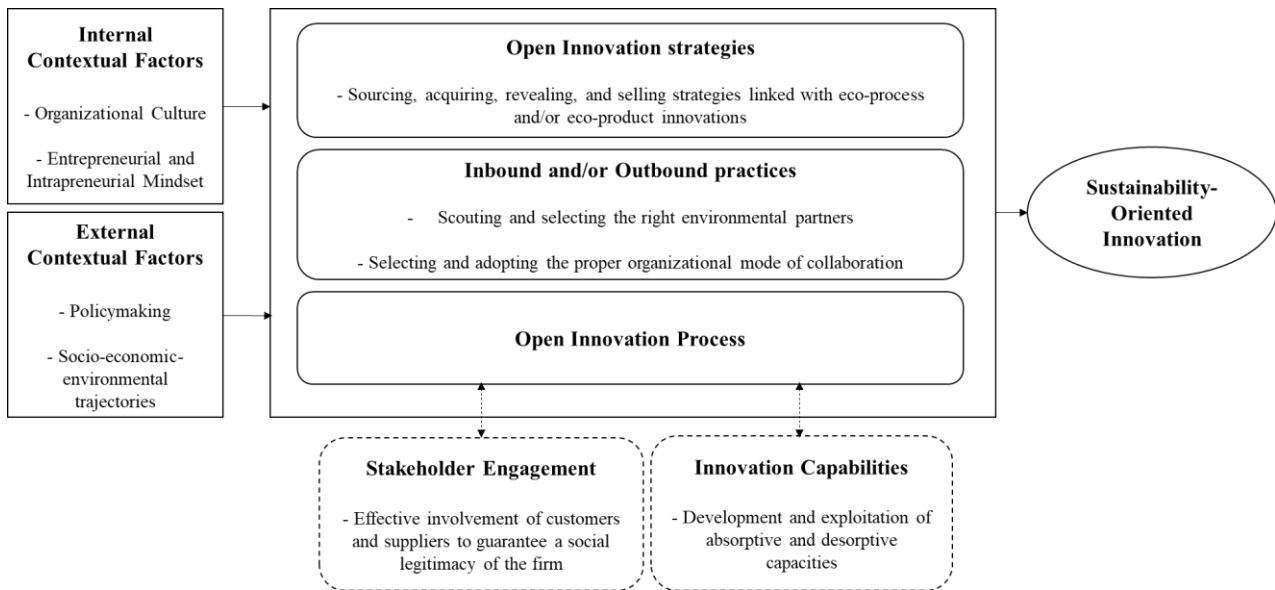 Internal
Contextual Factors
- Organizational Culture
- Entrepreneurial and
Intrapreneurial Mindset
External
Contextual Factors
- Policymaking
- Socio-economic-
environmental
trajectories
Open Innovation strategies
- Sourcing, acquiring, revealing, and selling strategies linked with eco-process
and/or eco-product innovations
Inbound and/or Outbound practices
- Scouting and selecting the right environmental partners
- Selecting and adopting the proper organizational mode of collaboration
Open Innovation Process
Stakeholder Engagement
- Effective involvement of customers
and suppliers to guarantee a social
legitimacy of the firm
Innovation Capabilities
- Development and exploitation of
absorptive and desorptive
capacities
Sustainability-
Oriented
Innovation